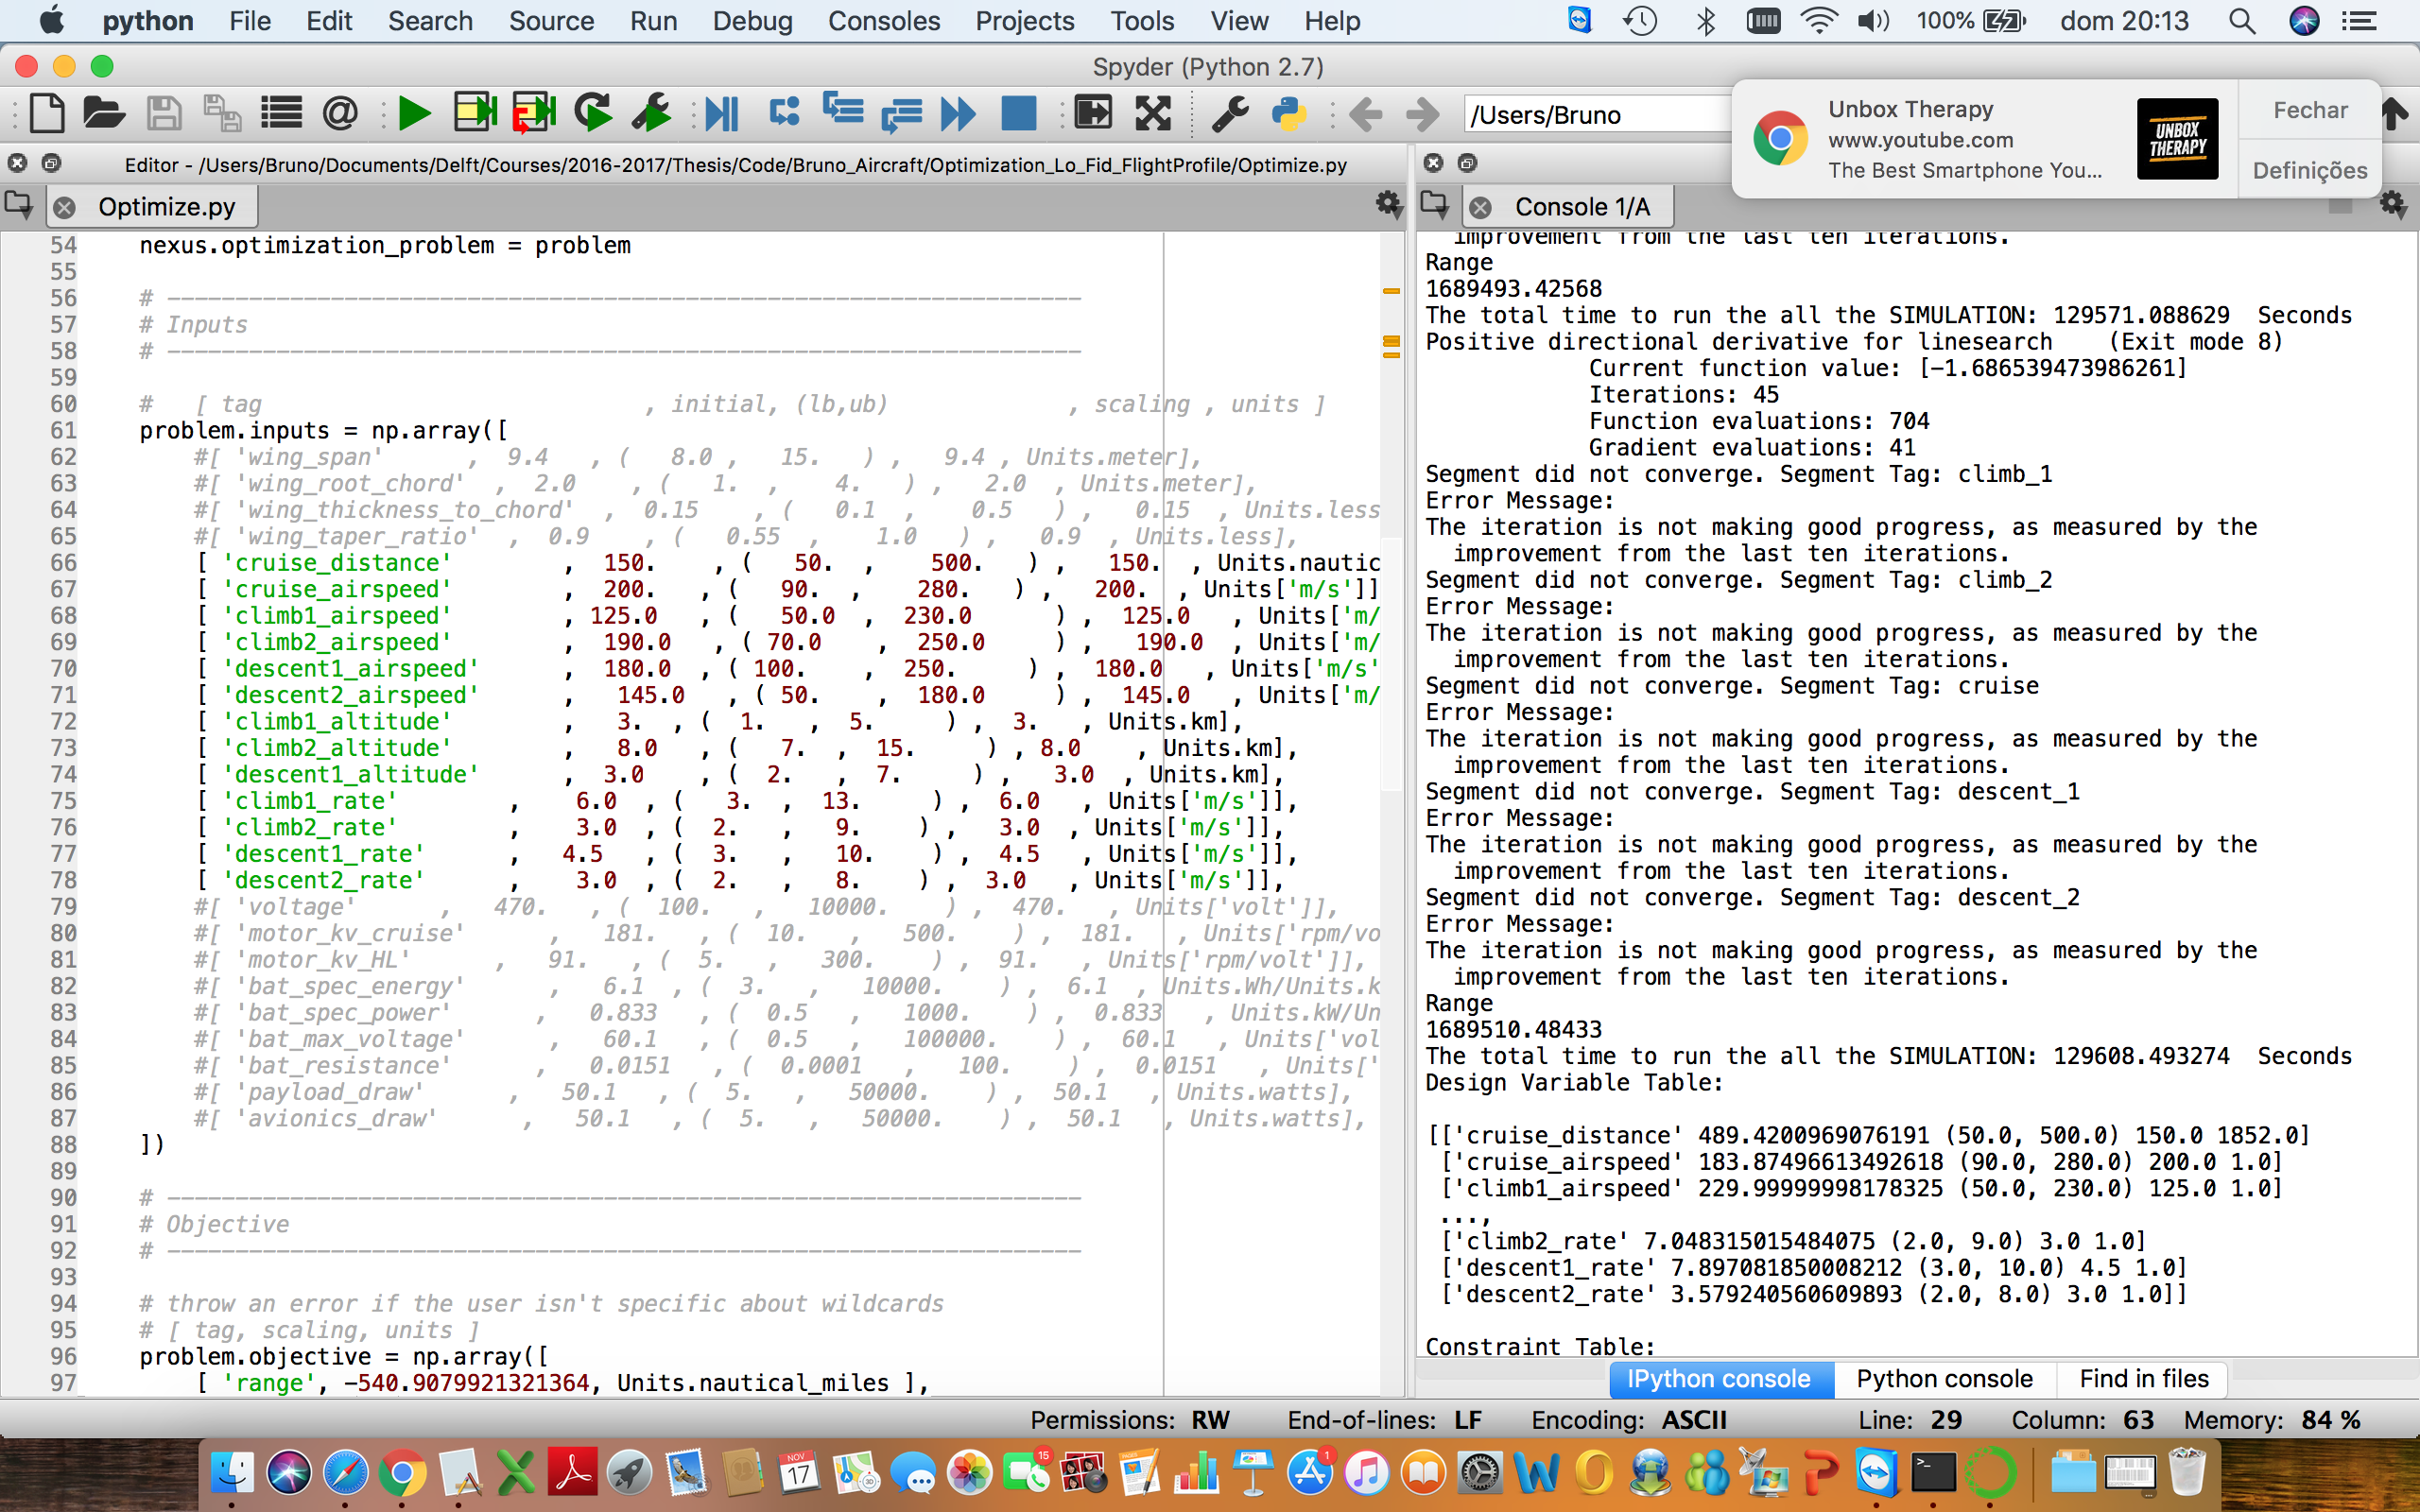 python File Edit Search Source Run Debug Consoles Projects Tools View Help 100% dom 20:13
Spyder (Python 2.7)
/Users/Bruno
Unbox Therapy
www.youtube.com
The Best Smartphone You...
UNBOX THERAPY
Fechar
Definições
Editor - /Users/Bruno/Documents/Delft/Courses/2016-2017/Thesis/Code/Bruno_Aircraft/Optimization_Lo_Fid_FlightProfile/Optimize.py
Optimize.py
54 nexus.optimization_problem = problem
55
56 # -------------------------------------------------------------------
57 # Inputs
58 # -------------------------------------------------------------------
59
60 # [ tag , initial, (lb,ub) , scaling , units ]
61 problem.inputs = np.array([
62 #[ 'wing_span' , 9.4 , ( 8.0 , 15. ) , 9.4 , Units.meter],
63 #[ 'wing_root_chord' , 2.0 , ( 1. , 4. ) , 2.0 , Units.meter],
64 #[ 'wing_thickness_to_chord' , 0.15 , ( 0.1 , 0.5 ) , 0.15 , Units.less
65 #[ 'wing_taper_ratio' , 0.9 , ( 0.55 , 1.0 ) , 0.9 , Units.less],
66 [ 'cruise_distance' , 150. , ( 50. , 500. ) , 150. , Units.nautic
67 [ 'cruise_airspeed' , 200. , ( 90. , 280. ) , 200. , Units['m/s']]
68 [ 'climb1_airspeed' , 125.0 , ( 50.0 , 230.0 ) , 125.0 , Units['m/
69 [ 'climb2_airspeed' , 190.0 , ( 70.0 , 250.0 ) , 190.0 , Units['m/
70 [ 'descent1_airspeed' , 180.0 , ( 100. , 250. ) , 180.0 , Units['m/s'
71 [ 'descent2_airspeed' , 145.0 , ( 50. , 180.0 ) , 145.0 , Units['m/
72 [ 'climb1_altitude' , 3. , ( 1. , 5. ) , 3. , Units.km],
73 [ 'climb2_altitude' , 8.0 , ( 7. , 15. ) , 8.0 , Units.km],
74 [ 'descent1_altitude' , 3.0 , ( 2. , 7. ) , 3.0 , Units.km],
75 [ 'climb1_rate' , 6.0 , ( 3. , 13. ) , 6.0 , Units['m/s']],
76 [ 'climb2_rate' , 3.0 , ( 2. , 9. ) , 3.0 , Units['m/s']],
77 [ 'descent1_rate' , 4.5 , ( 3. , 10. ) , 4.5 , Units['m/s']],
78 [ 'descent2_rate' , 3.0 , ( 2. , 8. ) , 3.0 , Units['m/s']],
79 #[ 'voltage' , 470. , ( 100. , 10000. ) , 470. , Units['volt']],
80 #[ 'motor_kv_cruise' , 181. , ( 10. , 500. ) , 181. , Units['rpm/vo
81 #[ 'motor_kv_HL' , 91. , ( 5. , 300. ) , 91. , Units['rpm/volt']],
82 #[ 'bat_spec_energy' , 6.1 , ( 3. , 10000. ) , 6.1 , Units.Wh/Units.k
83 #[ 'bat_spec_power' , 0.833 , ( 0.5 , 1000. ) , 0.833 , Units.kW/Un
84 #[ 'bat_max_voltage' , 60.1 , ( 0.5 , 100000. ) , 60.1 , Units['vol
85 #[ 'bat_resistance' , 0.0151 , ( 0.0001 , 100. ) , 0.0151 , Units['
86 #[ 'payload_draw' , 50.1 , ( 5. , 50000. ) , 50.1 , Units.watts],
87 #[ 'avionics_draw' , 50.1 , ( 5. , 50000. ) , 50.1 , Units.watts],
88 ])
89
90 # -------------------------------------------------------------------
91 # Objective
92 # -------------------------------------------------------------------
93
94 # throw an error if the user isn't specific about wildcards
95 # [ tag, scaling, units ]
96 problem.objective = np.array([
97 [ 'range', -540.9079921321364, Units.nautical_miles ],
Console 1/A
improvement from the last ten iterations.
Range
1689493.42568
The total time to run the all the SIMULATION: 129571.088629 Seconds
Positive directional derivative for linesearch (Exit mode 8)
Current function value: [-1.686539473986261]
Iterations: 45
Function evaluations: 704
Gradient evaluations: 41
Segment did not converge. Segment Tag: climb_1
Error Message:
The iteration is not making good progress, as measured by the
improvement from the last ten iterations.
Segment did not converge. Segment Tag: climb_2
Error Message:
The iteration is not making good progress, as measured by the
improvement from the last ten iterations.
Segment did not converge. Segment Tag: cruise
Error Message:
The iteration is not making good progress, as measured by the
improvement from the last ten iterations.
Segment did not converge. Segment Tag: descent_1
Error Message:
The iteration is not making good progress, as measured by the
improvement from the last ten iterations.
Segment did not converge. Segment Tag: descent_2
Error Message:
The iteration is not making good progress, as measured by the
improvement from the last ten iterations.
Range
1689510.48433
The total time to run the all the SIMULATION: 129608.493274 Seconds
Design Variable Table:
[['cruise_distance' 489.4200969076191 (50.0, 500.0) 150.0 1852.0]
['cruise_airspeed' 183.87496613492618 (90.0, 280.0) 200.0 1.0]
['climb1_airspeed' 229.99999998178325 (50.0, 230.0) 125.0 1.0]
...,
['climb2_rate' 7.048315015484075 (2.0, 9.0) 3.0 1.0]
['descent1_rate' 7.897081850008212 (3.0, 10.0) 4.5 1.0]
['descent2_rate' 3.579240560609893 (2.0, 8.0) 3.0 1.0]]
Constraint Table:
IPython console Python console Find in files
Permissions: RW End-of-lines: LF Encoding: ASCII Line: 29 Column: 63 Memory: 84 %
NOV
17
15
1